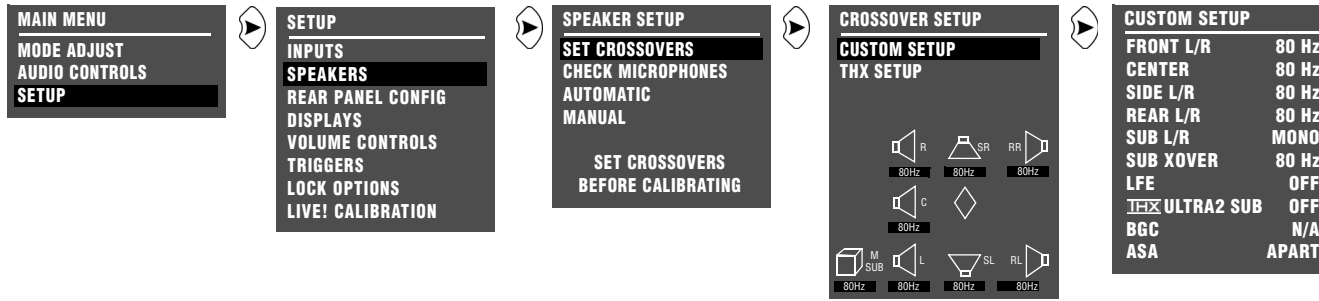 MAIN MENU
MODE ADJUST
AUDIO CONTROLS
SETUP
SETUP
INPUTS
SPEAKERS
REAR PANEL CONFIG
DISPLAYS
VOLUME CONTROLS
TRIGGERS
LOCK OPTIONS
LIVE! CALIBRATION
SPEAKER SETUP
SET CROSSOVERS
CHECK MICROPHONES
AUTOMATIC
MANUAL
SET CROSSOVERS
BEFORE CALIBRATING
CROSSOVER SETUP
CUSTOM SETUP
THX SETUP
R SR RR
80Hz 80Hz 80Hz
C
80Hz
M SUB L SL RL
80Hz 80Hz 80Hz 80Hz
CUSTOM SETUP
FRONT L/R 80 Hz
CENTER 80 Hz
SIDE L/R 80 Hz
REAR L/R 80 Hz
SUB L/R MONO
SUB XOVER 80 Hz
LFE OFF
THX ULTRA2 SUB OFF
BGC N/A
ASA APART